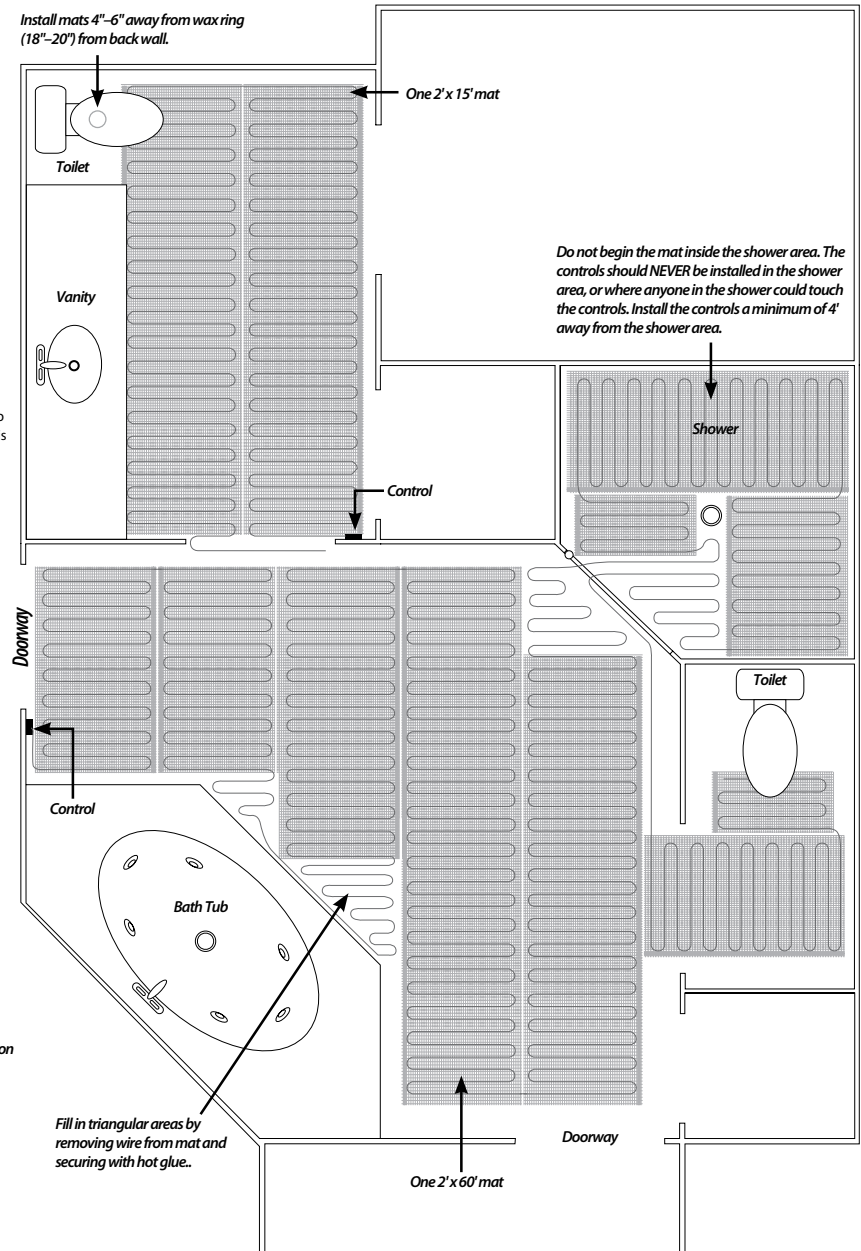 Install mats 4"–6" away from wax ring
(18"–20") from back wall.
One 2' x 15' mat
Toilet
Do not begin the mat inside the shower area. The
controls should NEVER be installed in the shower
area, or where anyone in the shower could touch
the controls. Install the controls a minimum of 4'
away from the shower area.
Vanity
s
Shower
Control
Doorway
Toilet
Control
Bath Tub
on
Fill in triangular areas by
removing wire from mat and
securing with hot glue..
Doorway
One 2' x 60' mat